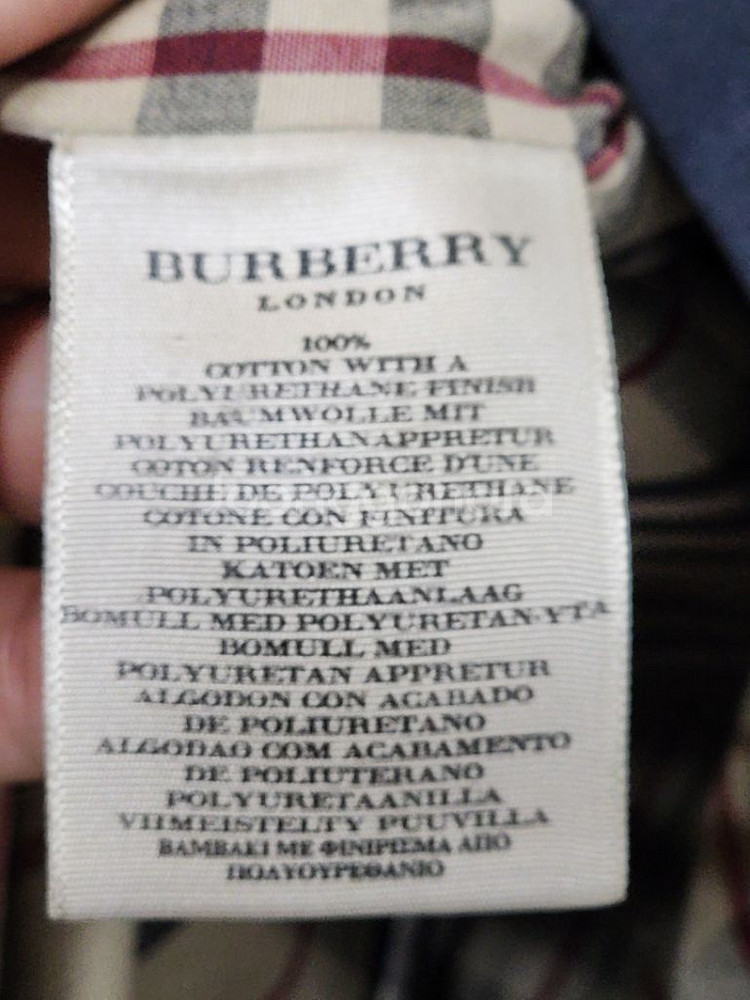 BURBERRY
LONDON
100%
COTTON WITH A
POLYURETHANE FINISH
BAUMWOLLE MIT
POLYURETHANAPPRETUR
COTON RENFORCE D'UNE
COUCHE DE POLYURETHANE
COTONE CON FINITURA
IN POLIURETANO
KATOEN MET
POLYURETHAANLAAG
BOMULL MED POLYURETAN-YTA
BOMULL MED
POLYURETAN APPRETUR
ALGODON CON ACABADO
DE POLIURETANO
ALGODAO COM ACABAMENTO
DE POLIUTERANO
POLYURETAANILLA
VIIMEISTELTY PUUVILLA
ΒΑΜΒΑΚΙ ΜΕ ΦΙΝΙΡΙΣΜΑ ΑΠΟ
ΠΟΛΥΟΥΡΕΘΑΝΙΟ